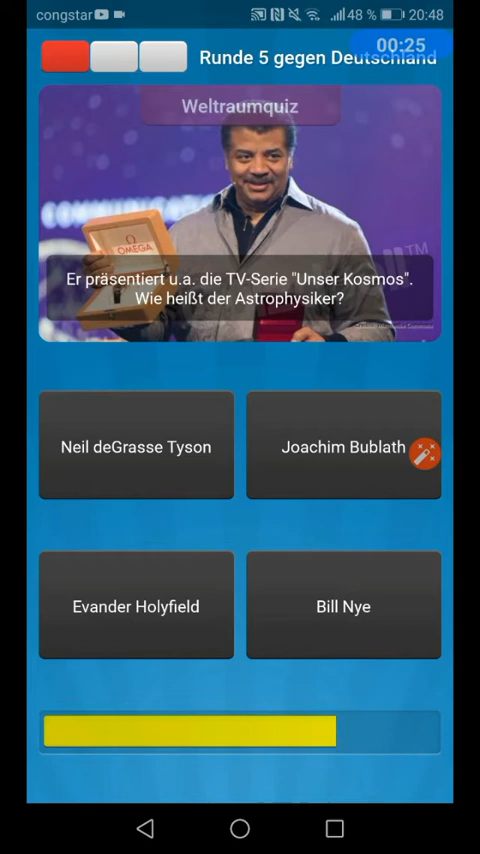 congstar 48 % 20:48
00:25
Runde 5 gegen Deutschland
Weltraumquiz
OMEGA
Er präsentiert u.a. die TV-Serie "Unser Kosmos".
Wie heißt der Astrophysiker?
Neil deGrasse Tyson
Joachim Bublath
Evander Holyfield
Bill Nye